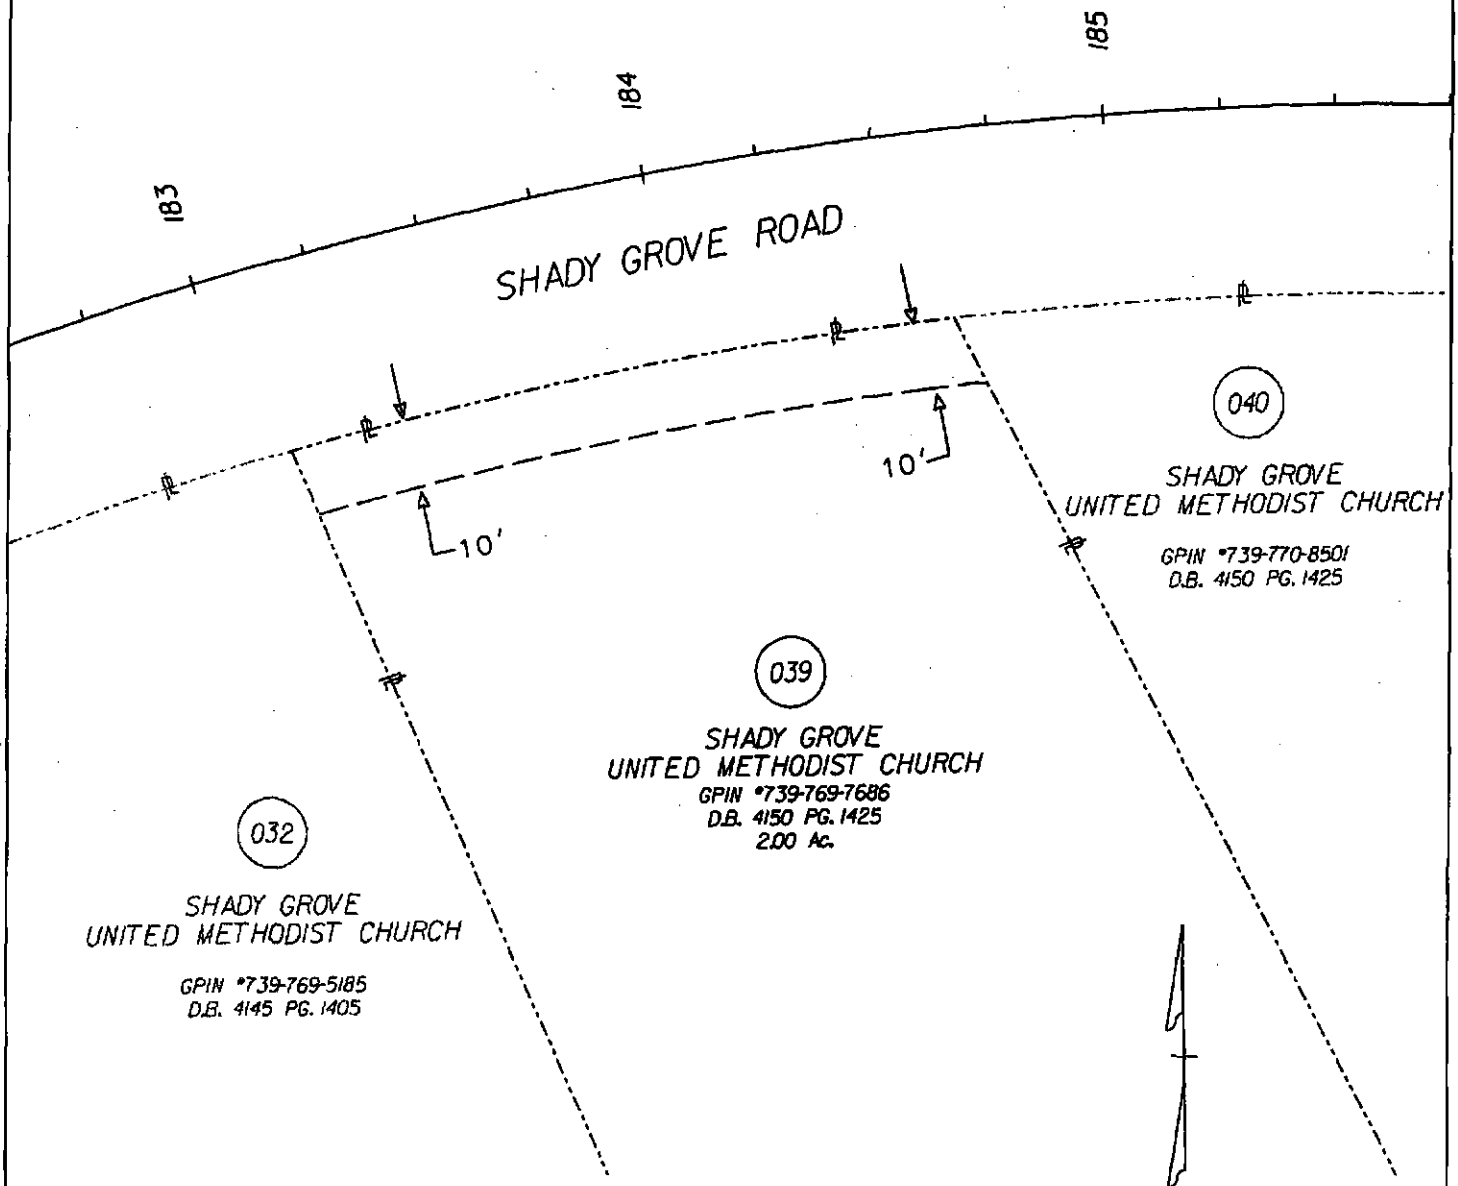 185
184
183
SHADY GROVE ROAD
10'
10'
040
SHADY GROVE
UNITED METHODIST CHURCH
GPIN *739-770-8501
D.B. 4150 PG. 1425
039
SHADY GROVE
UNITED METHODIST CHURCH
GPIN *739-769-7686
D.B. 4150 PG. 1425
2.00 Ac.
032
SHADY GROVE
UNITED METHODIST CHURCH
GPIN *739-769-5185
D.B. 4145 PG. 1405